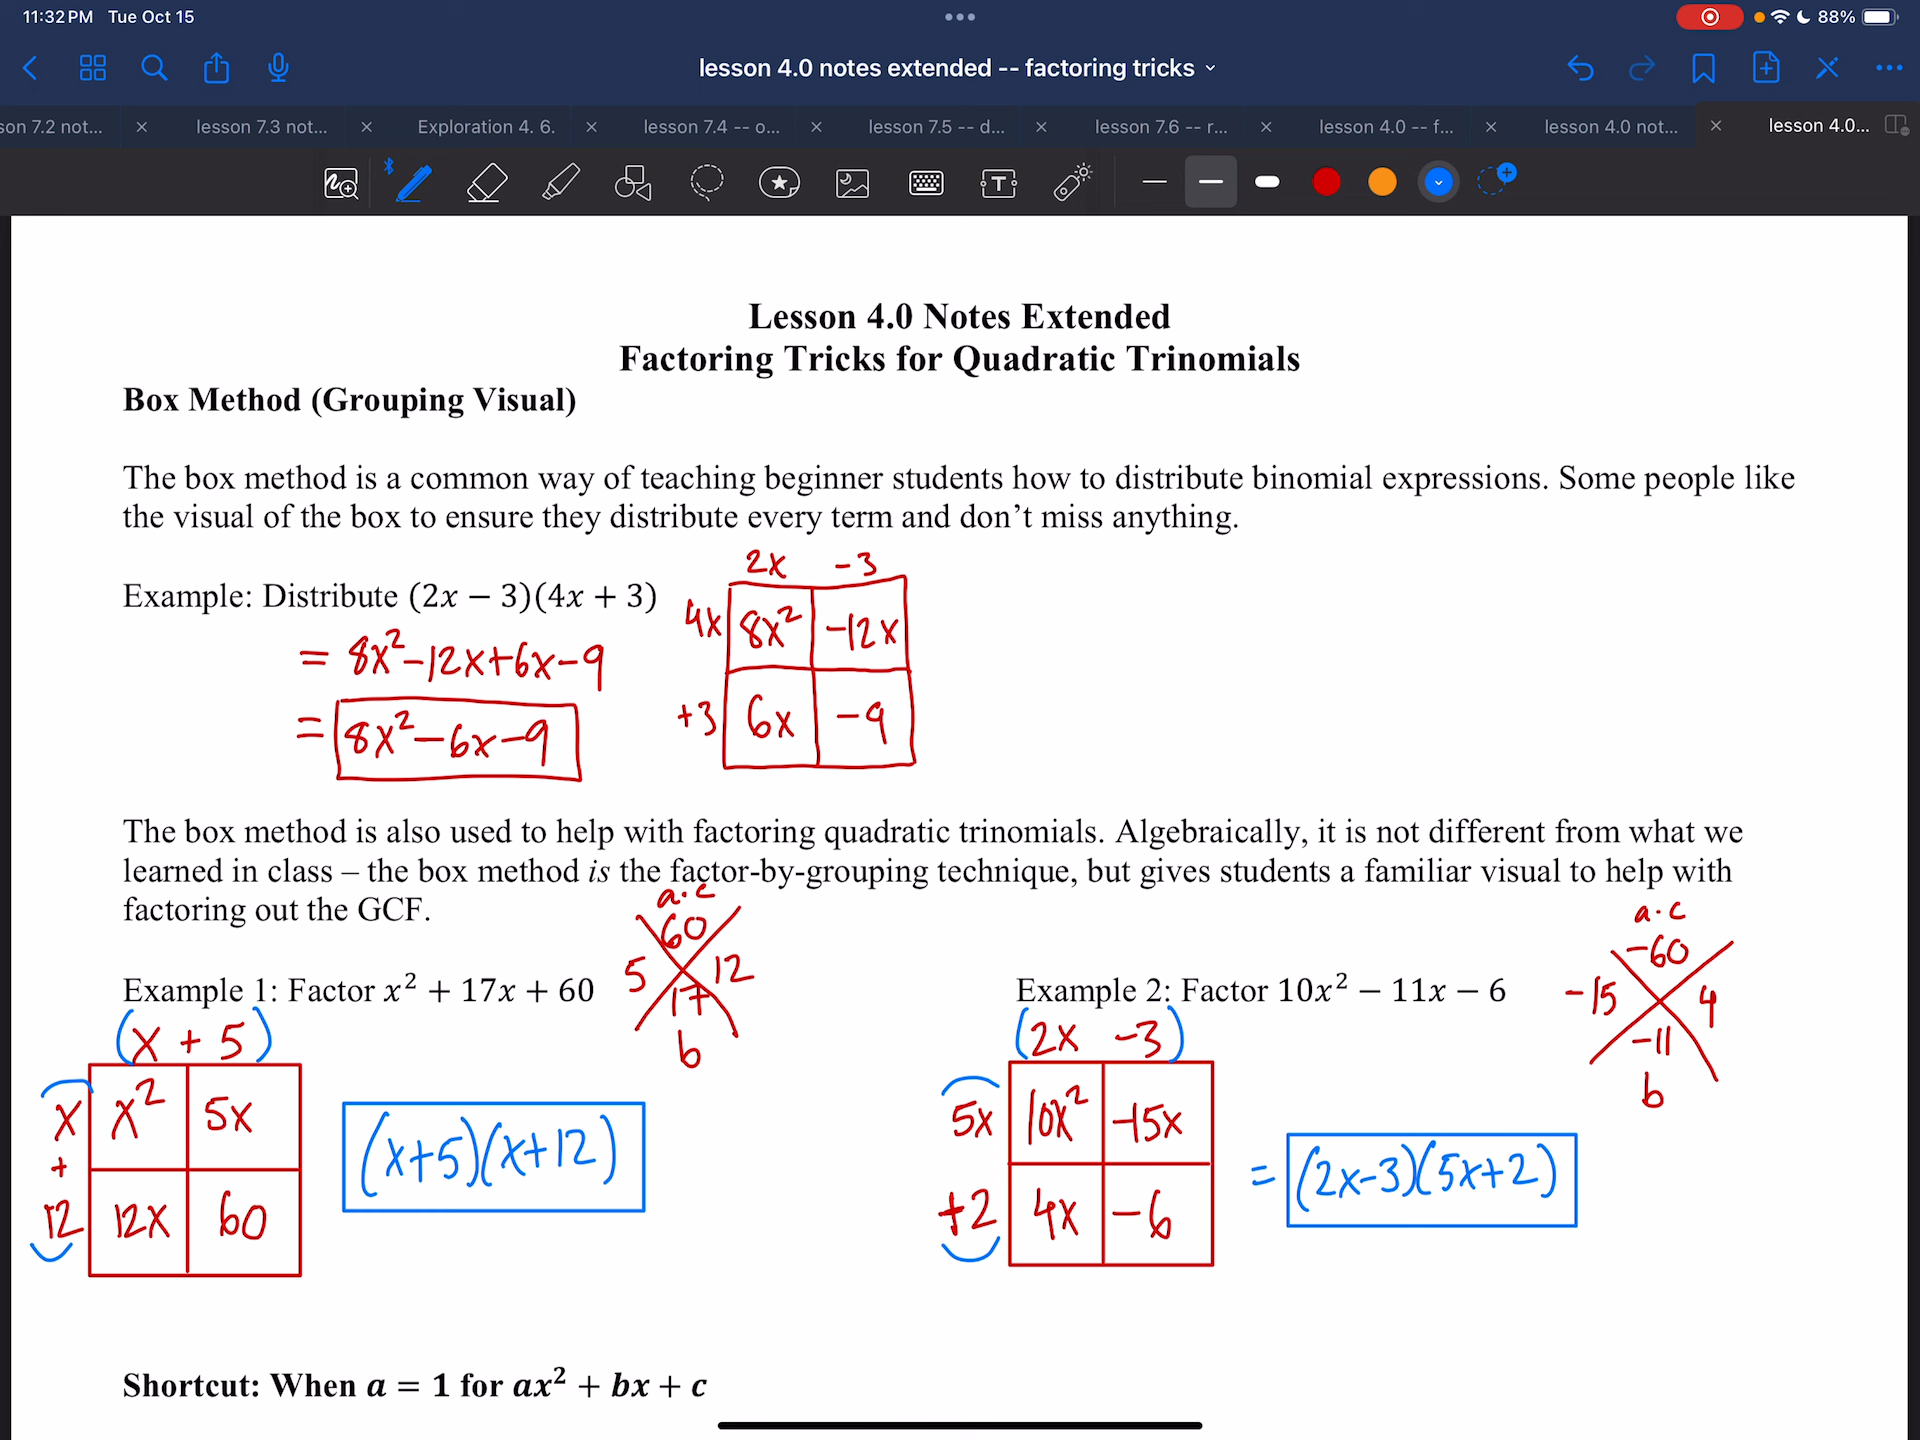 11:32 PM Tue Oct 15
88%
lesson 4.0 notes extended -- factoring tricks
son 7.2 not... lesson 7.3 not... Exploration 4. 6. lesson 7.4 -- o... lesson 7.5 -- d... lesson 7.6 -- r... lesson 4.0 -- f... lesson 4.0 not... lesson 4.0...
Lesson 4.0 Notes Extended
Factoring Tricks for Quadratic Trinomials
Box Method (Grouping Visual)
The box method is a common way of teaching beginner students how to distribute binomial expressions. Some people like
the visual of the box to ensure they distribute every term and don’t miss anything.
Example: Distribute (2x − 3)(4x + 3)
= 8x² - 12x + 6x - 9
= 8x² - 6x - 9
2x -3
4x 8x² -12x
+3 6x -9
The box method is also used to help with factoring quadratic trinomials. Algebraically, it is not different from what we
learned in class – the box method is the factor-by-grouping technique, but gives students a familiar visual to help with
factoring out the GCF.
Example 1: Factor x² + 17x + 60
a·c
60
5 12
17
b
(x + 5)
x x² 5x
+
12 12x 60
(x+5)(x+12)
Example 2: Factor 10x² − 11x − 6
a·c
-60
-15 4
-11
b
(2x -3)
5x 10x² -15x
+2 4x -6
= (2x-3)(5x+2)
Shortcut: When a = 1 for ax² + bx + c